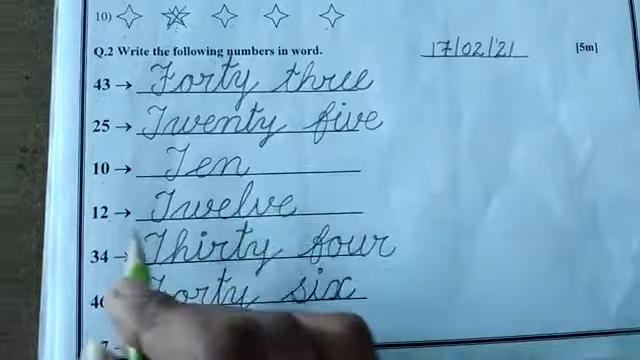 10)
Q.2 Write the following numbers in word. 17/02/21 [5m]
43 → Forty three
25 → Twenty five
10 → Ten
12 → Twelve
34 → Thirty four
46 Forty six